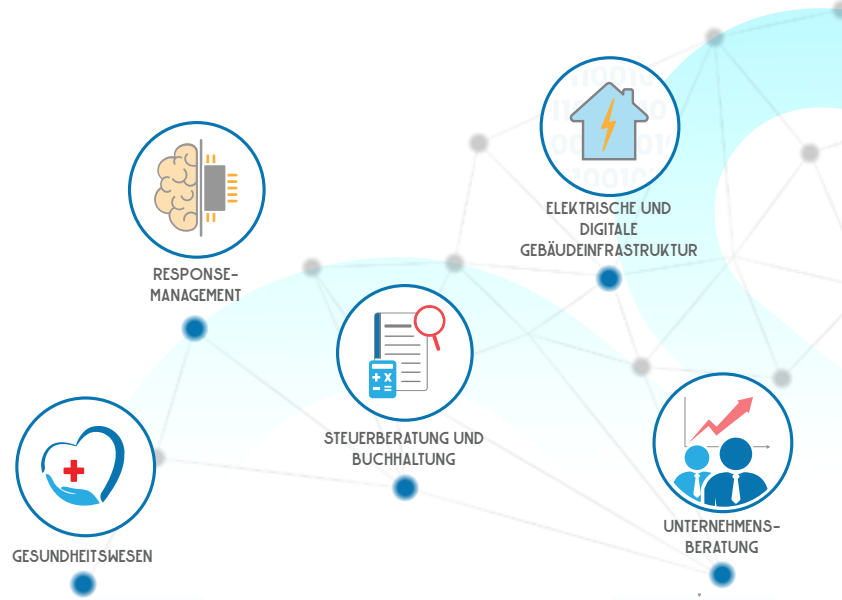 ELEKTRISCHE UND
DIGITALE
GEBÄUDEINFRASTRUKTUR
RESPONSE-
MANAGEMENT
STEUERBERATUNG UND
BUCHHALTUNG
UNTERNEHMENS-
BERATUNG
GESUNDHEITSWESEN